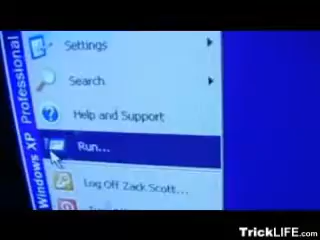 Settings
Search
Help and Support
Run...
Log Off Zack Scott...
Windows XP Professional
TrickLIFE.com